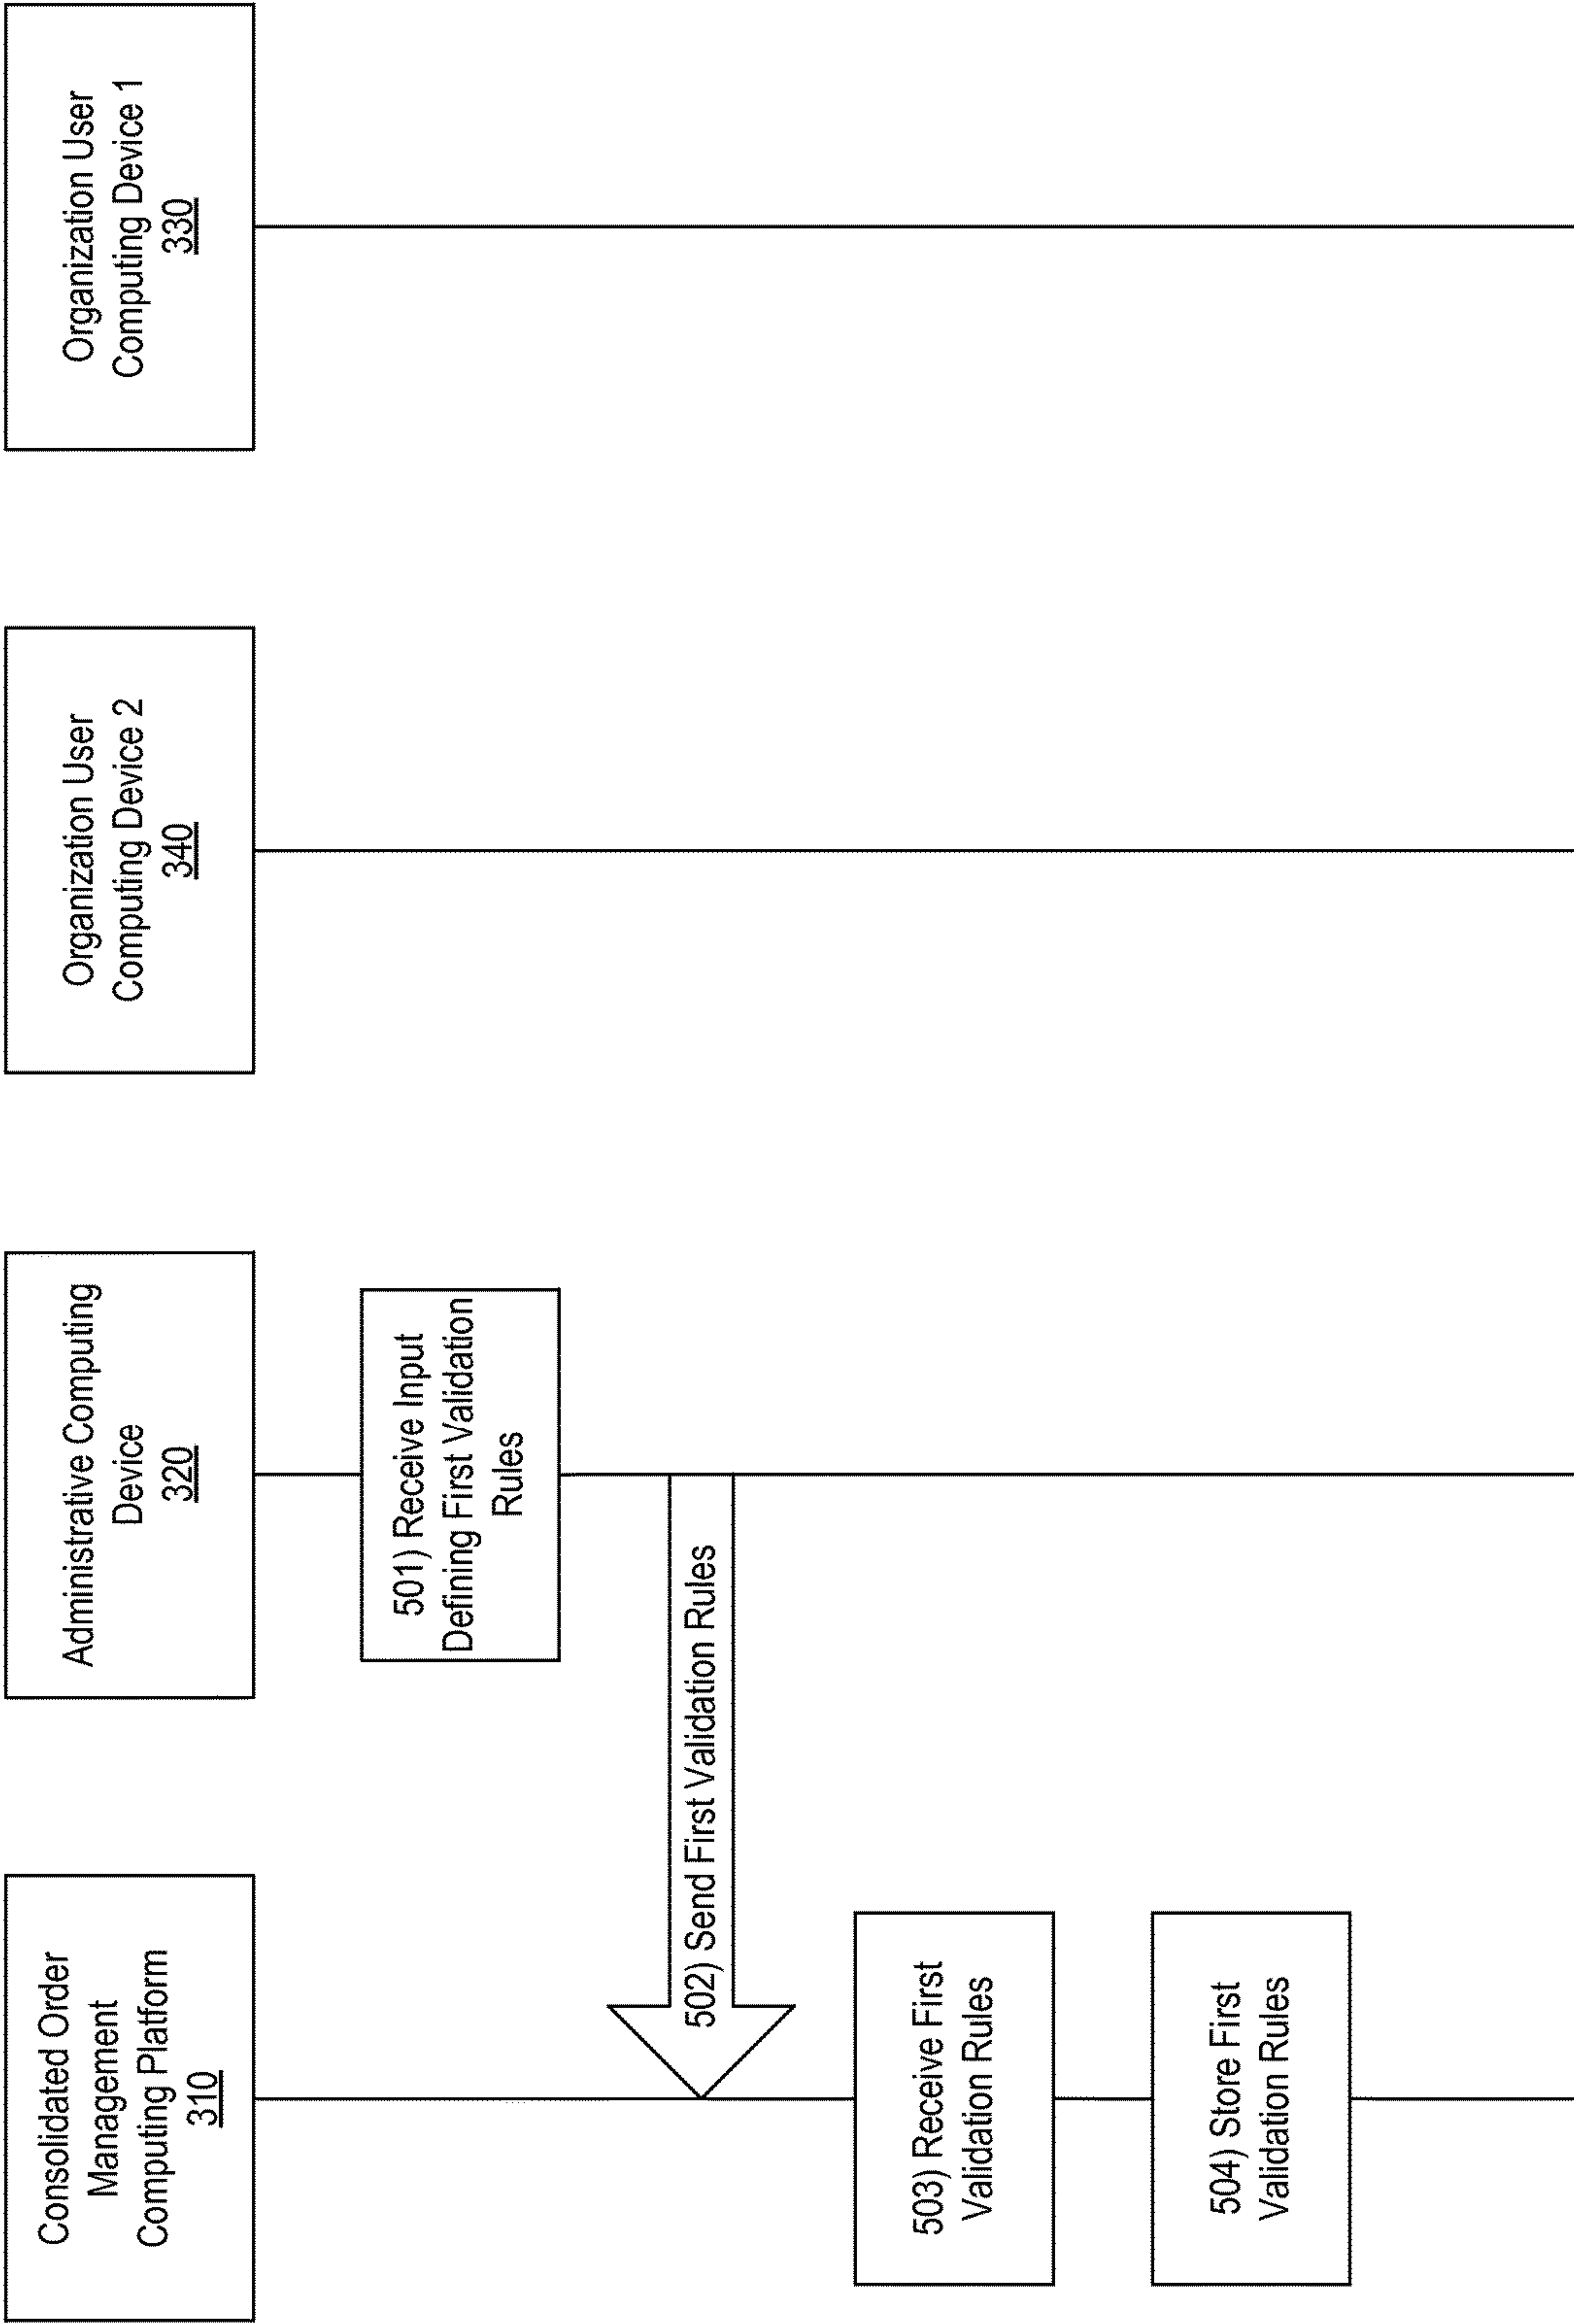 Consolidated Order
Management
Computing Platform
310
Administrative Computing
Device
320
Organization User
Computing Device 2
340
Organization User
Computing Device 1
330
501) Receive Input
Defining First Validation
Rules
502) Send First Validation Rules
503) Receive First
Validation Rules
504) Store First
Validation Rules